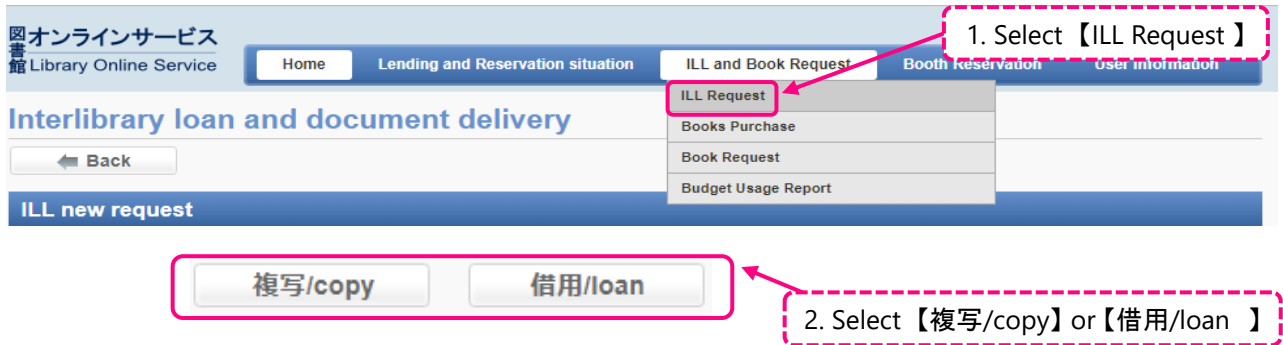 図書館オンラインサービス
Library Online Service
Home
Lending and Reservation situation
ILL and Book Request
Booth Reservation
User Information
1. Select【ILL Request 】
ILL Request
Books Purchase
Book Request
Budget Usage Report
Interlibrary loan and document delivery
Back
ILL new request
複写/copy
借用/loan
2. Select【複写/copy】or【借用/loan 】